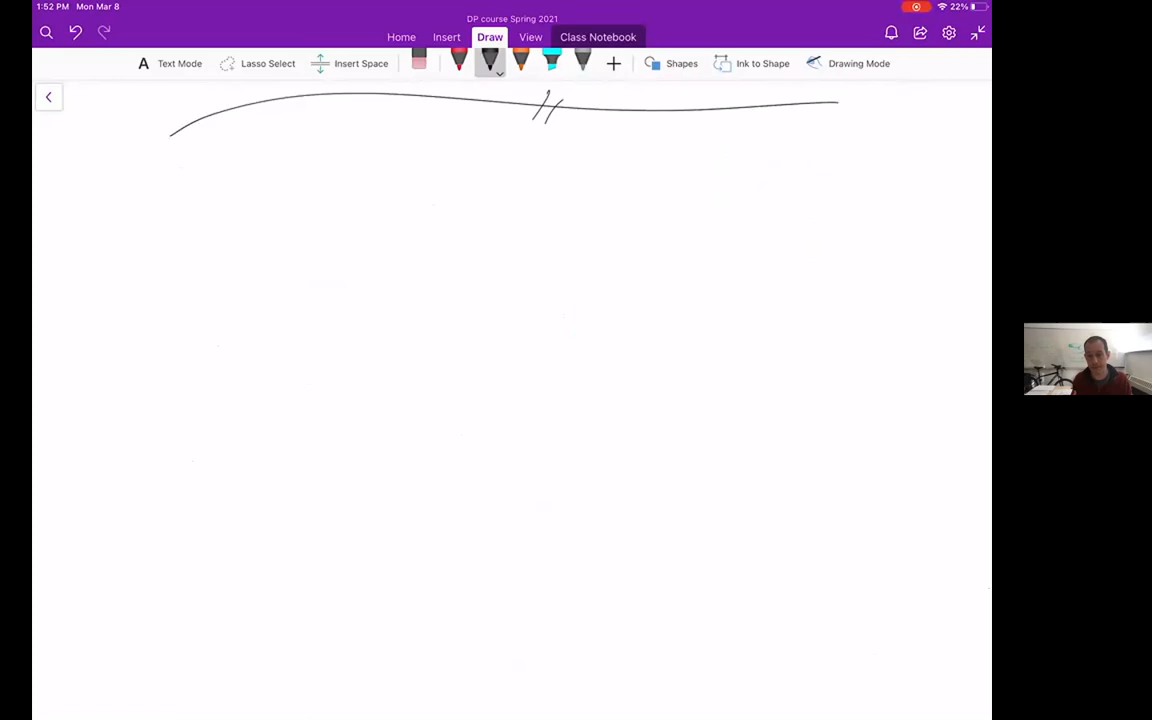 1:52 PM Mon Mar 8
22%
DP course Spring 2021
Home Insert Draw View Class Notebook
A Text Mode Lasso Select Insert Space Shapes Ink to Shape Drawing Mode